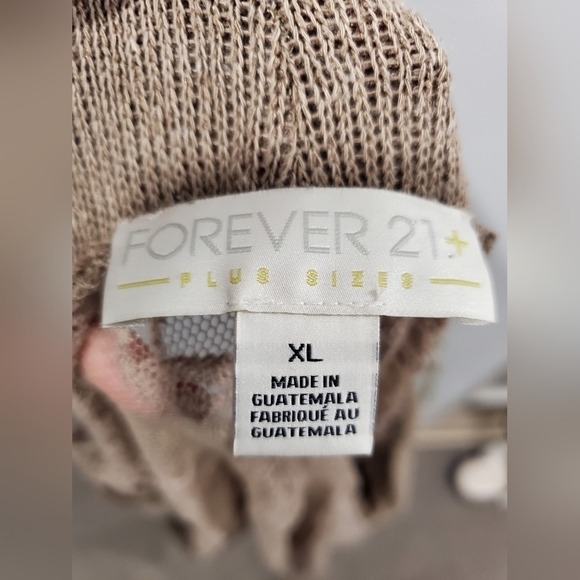 FOREVER 21+
PLUS SIZES
XL
MADE IN
GUATEMALA
FABRIQUÉ AU
GUATEMALA